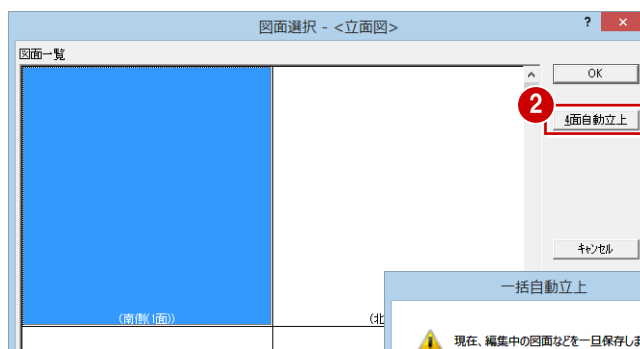 図面選択 - <立面図>
? ×
図面一覧
OK
2
4面自動立上
キャンセル
(南側(1面))
(北
一括自動立上
現在、編集中の図面などを一旦保存しま